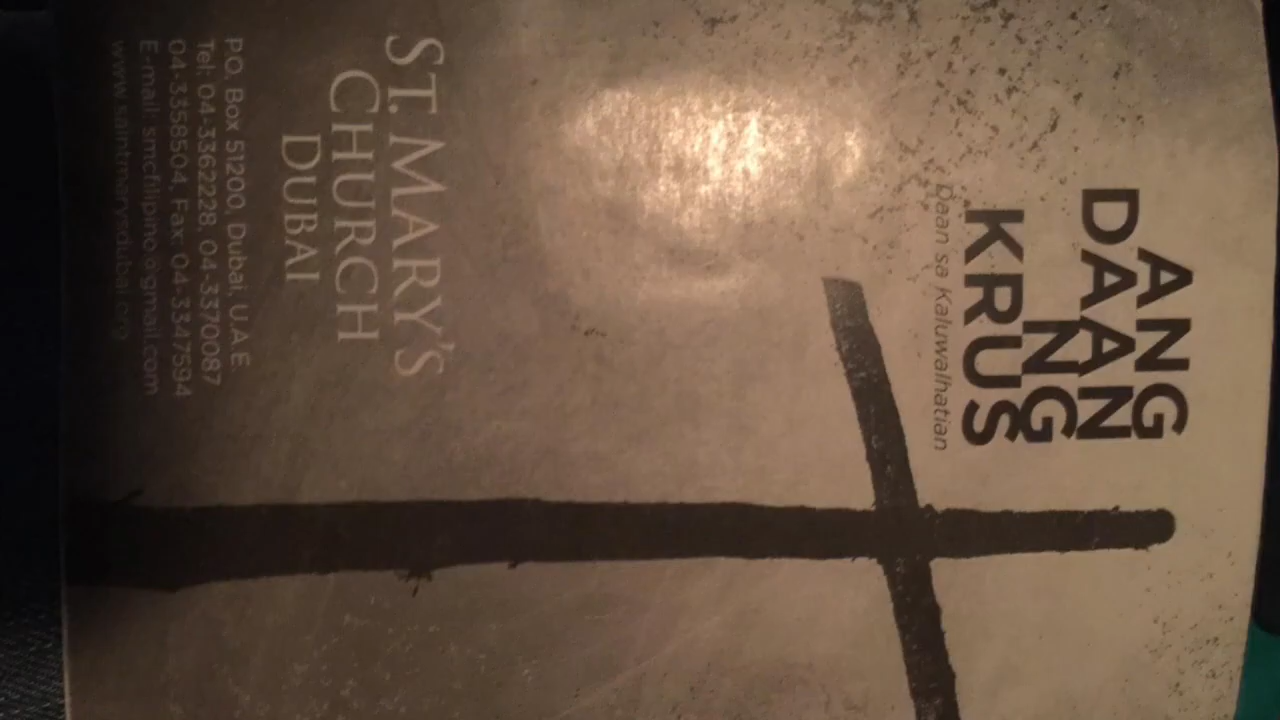 ANG
DAAN
NG
KRUS
Daan sa Kaluwalhatian
ST. MARY'S
CHURCH
DUBAI
P.O. Box 51200, Dubai, U.A.E.
Tel: 04-3362228, 04-3370087
04-3358504, Fax: 04-3347594
E-mail: smcfilipino@gmail.com
www.saintmarysdubai.org